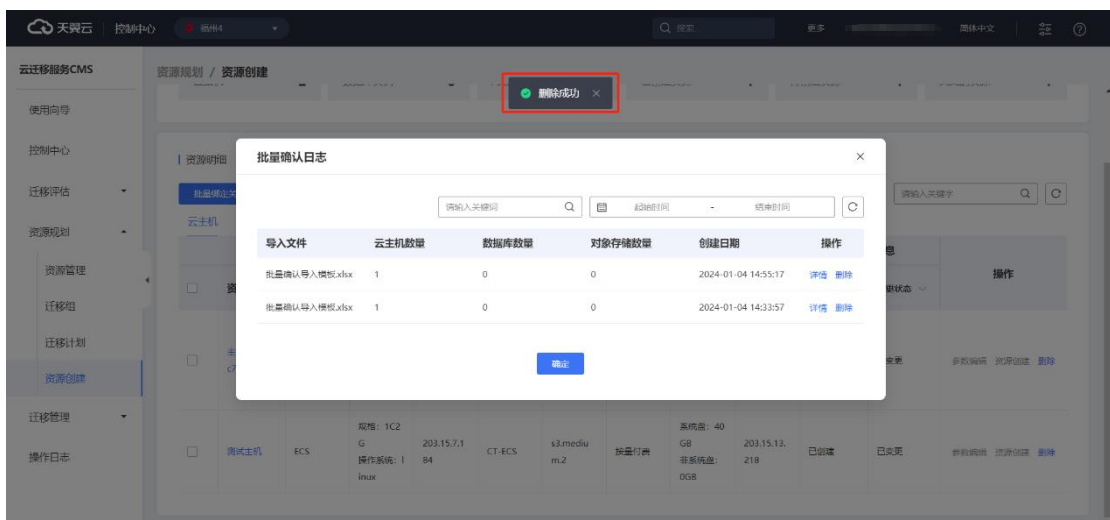 天翼云 控制中心 福州4 搜索 更多 简体中文
云迁移服务CMS
资源规划 / 资源创建
删除成功
使用向导
控制中心
迁移评估
资源规划
资源管理
迁移组
迁移计划
资源创建
迁移管理
操作日志
资源明细
云主机
请输入关键字
操作
批量确认日志
请输入关键词 起始时间 - 结束时间
导入文件 云主机数量 数据库数量 对象存储数量 创建日期 操作
批量确认导入模板.xlsx 1 0 0 2024-01-04 14:55:17 详情 删除
批量确认导入模板.xlsx 1 0 0 2024-01-04 14:33:57 详情 删除
确定
参数编辑 资源创建 删除
测试主机 ECS
规格：1C2
G
操作系统：l
inux
203.15.7.1
84
CT-ECS
s3.mediu
m.2
按量付费
系统盘：40
GB
非系统盘：
0GB
203.15.13.
218
已创建 已变更 参数编辑 资源创建 删除